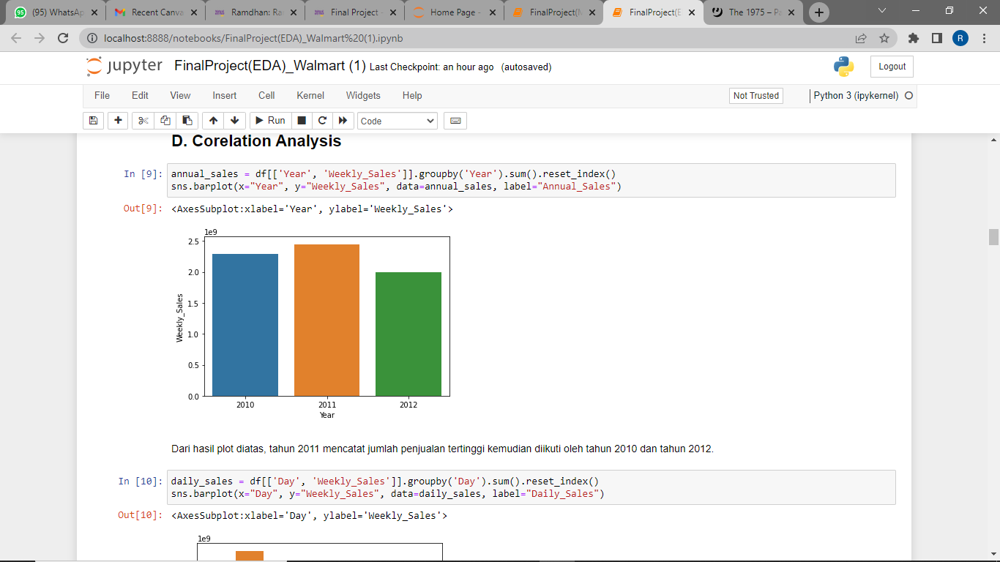 (95) WhatsAp
Recent Canva
Ramdhan: Ra
Final Project -
Home Page -
FinalProject(
FinalProject(E
The 1975 – Pa
localhost:8888/notebooks/FinalProject(EDA)_Walmart%20(1).ipynb
R
jupyter FinalProject(EDA)_Walmart (1) Last Checkpoint: an hour ago (autosaved)
Logout
File Edit View Insert Cell Kernel Widgets Help
Not Trusted
Python 3 (ipykernel)
Run
Code
D. Corelation Analysis
In [9]: annual_sales = df[['Year', 'Weekly_Sales']].groupby('Year').sum().reset_index()
sns.barplot(x="Year", y="Weekly_Sales", data=annual_sales, label="Annual_Sales")
Out[9]: <AxesSubplot:xlabel='Year', ylabel='Weekly_Sales'>
1e9
2.5
2.0
1.5
1.0
0.5
0.0
Weekly_Sales
2010 2011 2012
Year
Dari hasil plot diatas, tahun 2011 mencatat jumlah penjualan tertinggi kemudian diikuti oleh tahun 2010 dan tahun 2012.
In [10]: daily_sales = df[['Day', 'Weekly_Sales']].groupby('Day').sum().reset_index()
sns.barplot(x="Day", y="Weekly_Sales", data=daily_sales, label="Daily_Sales")
Out[10]: <AxesSubplot:xlabel='Day', ylabel='Weekly_Sales'>
1e9